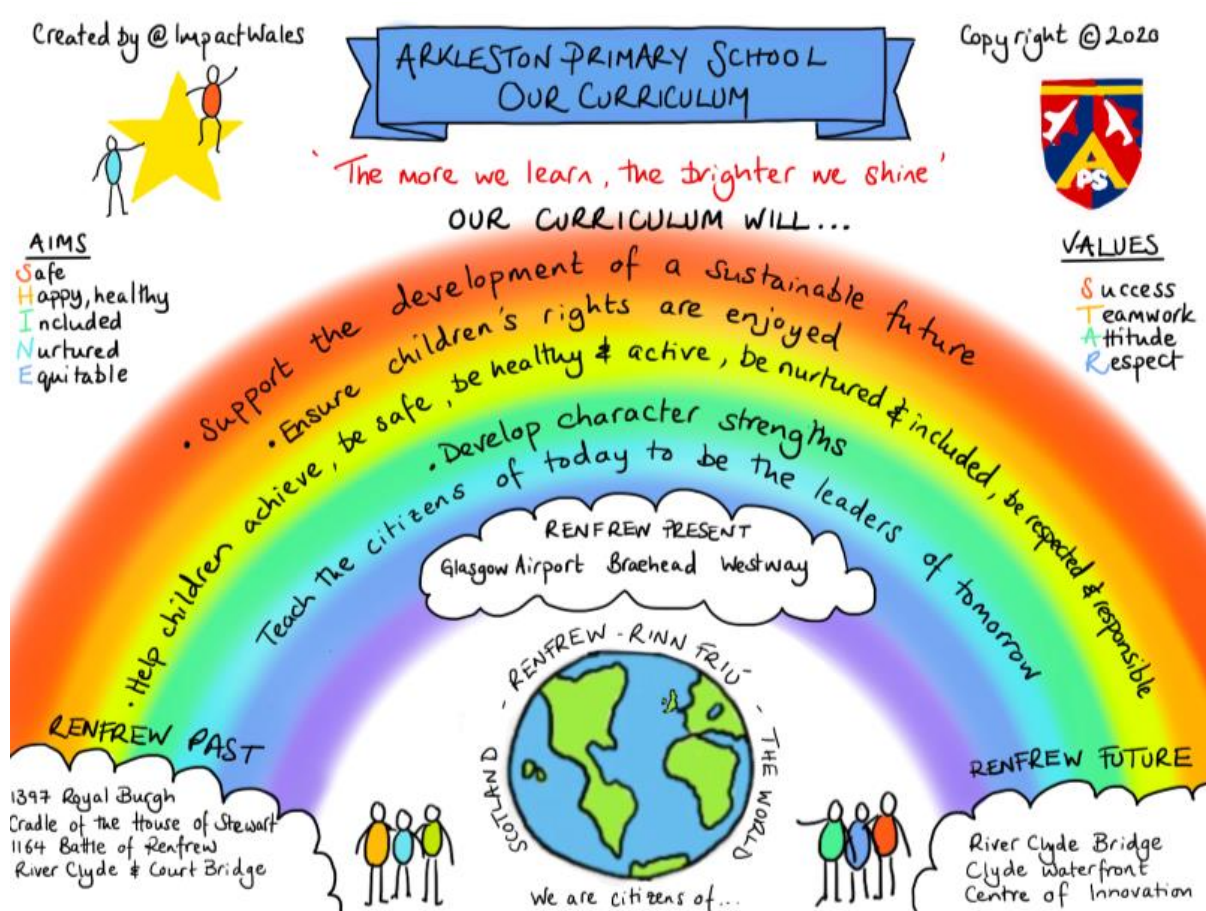 Created by @ImpactWales
ARKLESTON PRIMARY SCHOOL
OUR CURRICULUM
Copyright © 2020
'The more we learn, the brighter we shine'
OUR CURRICULUM WILL...
APS
AIMS
Safe
Happy, healthy
Included
Nurtured
Equitable
VALUES
Success
Teamwork
Attitude
Respect
• Support the development of a sustainable future
• Ensure children's rights are enjoyed
• Help children achieve, be safe, be healthy & active, be nurtured & included, be respected & responsible
• Develop character strengths
Teach the citizens of today to be the leaders of tomorrow
RENFREW PRESENT
Glasgow Airport Braehead Westway
RENFREW PAST
1397 Royal Burgh
Cradle of the House of Stewart
1164 Battle of Renfrew
River Clyde & Court Bridge
SCOTLAND - RENFREW - RINN FRIÚ - THE WORLD
We are citizens of...
RENFREW FUTURE
River Clyde Bridge
Clyde Waterfront
Centre of Innovation